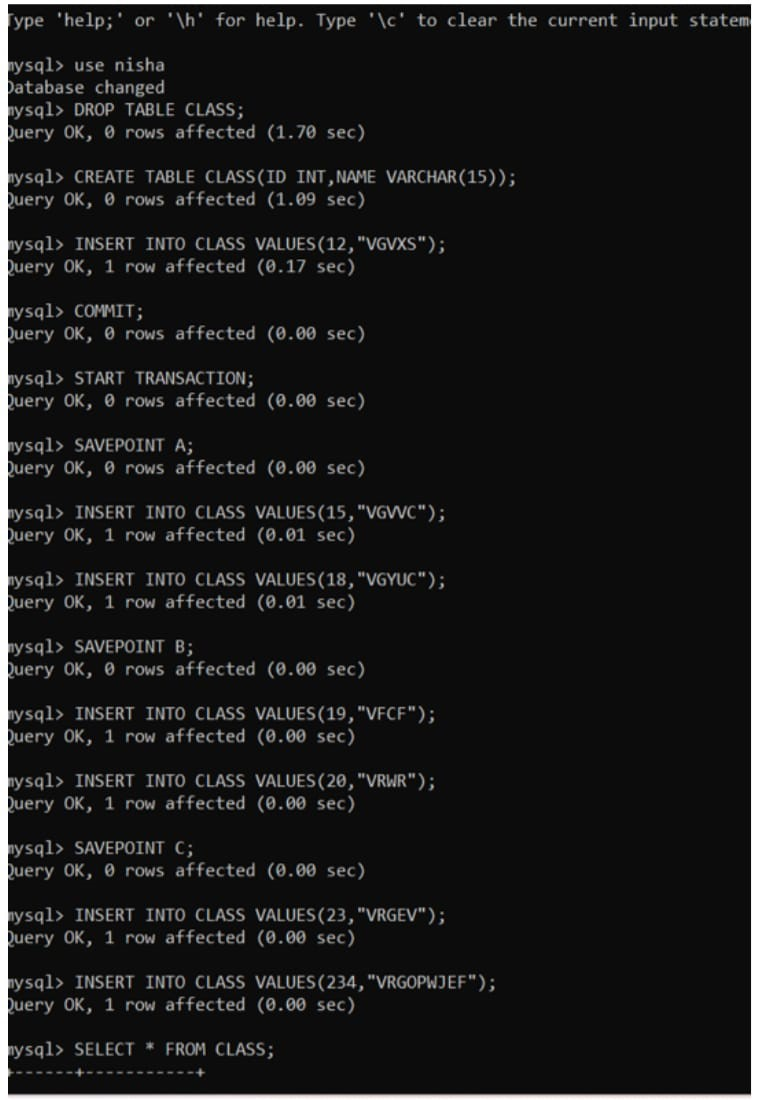 Type 'help;' or '\h' for help. Type '\c' to clear the current input statem
mysql> use nisha
Database changed
mysql> DROP TABLE CLASS;
Query OK, 0 rows affected (1.70 sec)
mysql> CREATE TABLE CLASS(ID INT,NAME VARCHAR(15));
Query OK, 0 rows affected (1.09 sec)
mysql> INSERT INTO CLASS VALUES(12,"VGVXS");
Query OK, 1 row affected (0.17 sec)
mysql> COMMIT;
Query OK, 0 rows affected (0.00 sec)
mysql> START TRANSACTION;
Query OK, 0 rows affected (0.00 sec)
mysql> SAVEPOINT A;
Query OK, 0 rows affected (0.00 sec)
mysql> INSERT INTO CLASS VALUES(15,"VGVVC");
Query OK, 1 row affected (0.01 sec)
mysql> INSERT INTO CLASS VALUES(18,"VGYUC");
Query OK, 1 row affected (0.01 sec)
mysql> SAVEPOINT B;
Query OK, 0 rows affected (0.00 sec)
mysql> INSERT INTO CLASS VALUES(19,"VFCF");
Query OK, 1 row affected (0.00 sec)
mysql> INSERT INTO CLASS VALUES(20,"VRWR");
Query OK, 1 row affected (0.00 sec)
mysql> SAVEPOINT C;
Query OK, 0 rows affected (0.00 sec)
mysql> INSERT INTO CLASS VALUES(23,"VRGEV");
Query OK, 1 row affected (0.00 sec)
mysql> INSERT INTO CLASS VALUES(234,"VRGOPWJEF");
Query OK, 1 row affected (0.00 sec)
mysql> SELECT * FROM CLASS;
+------+-----------+